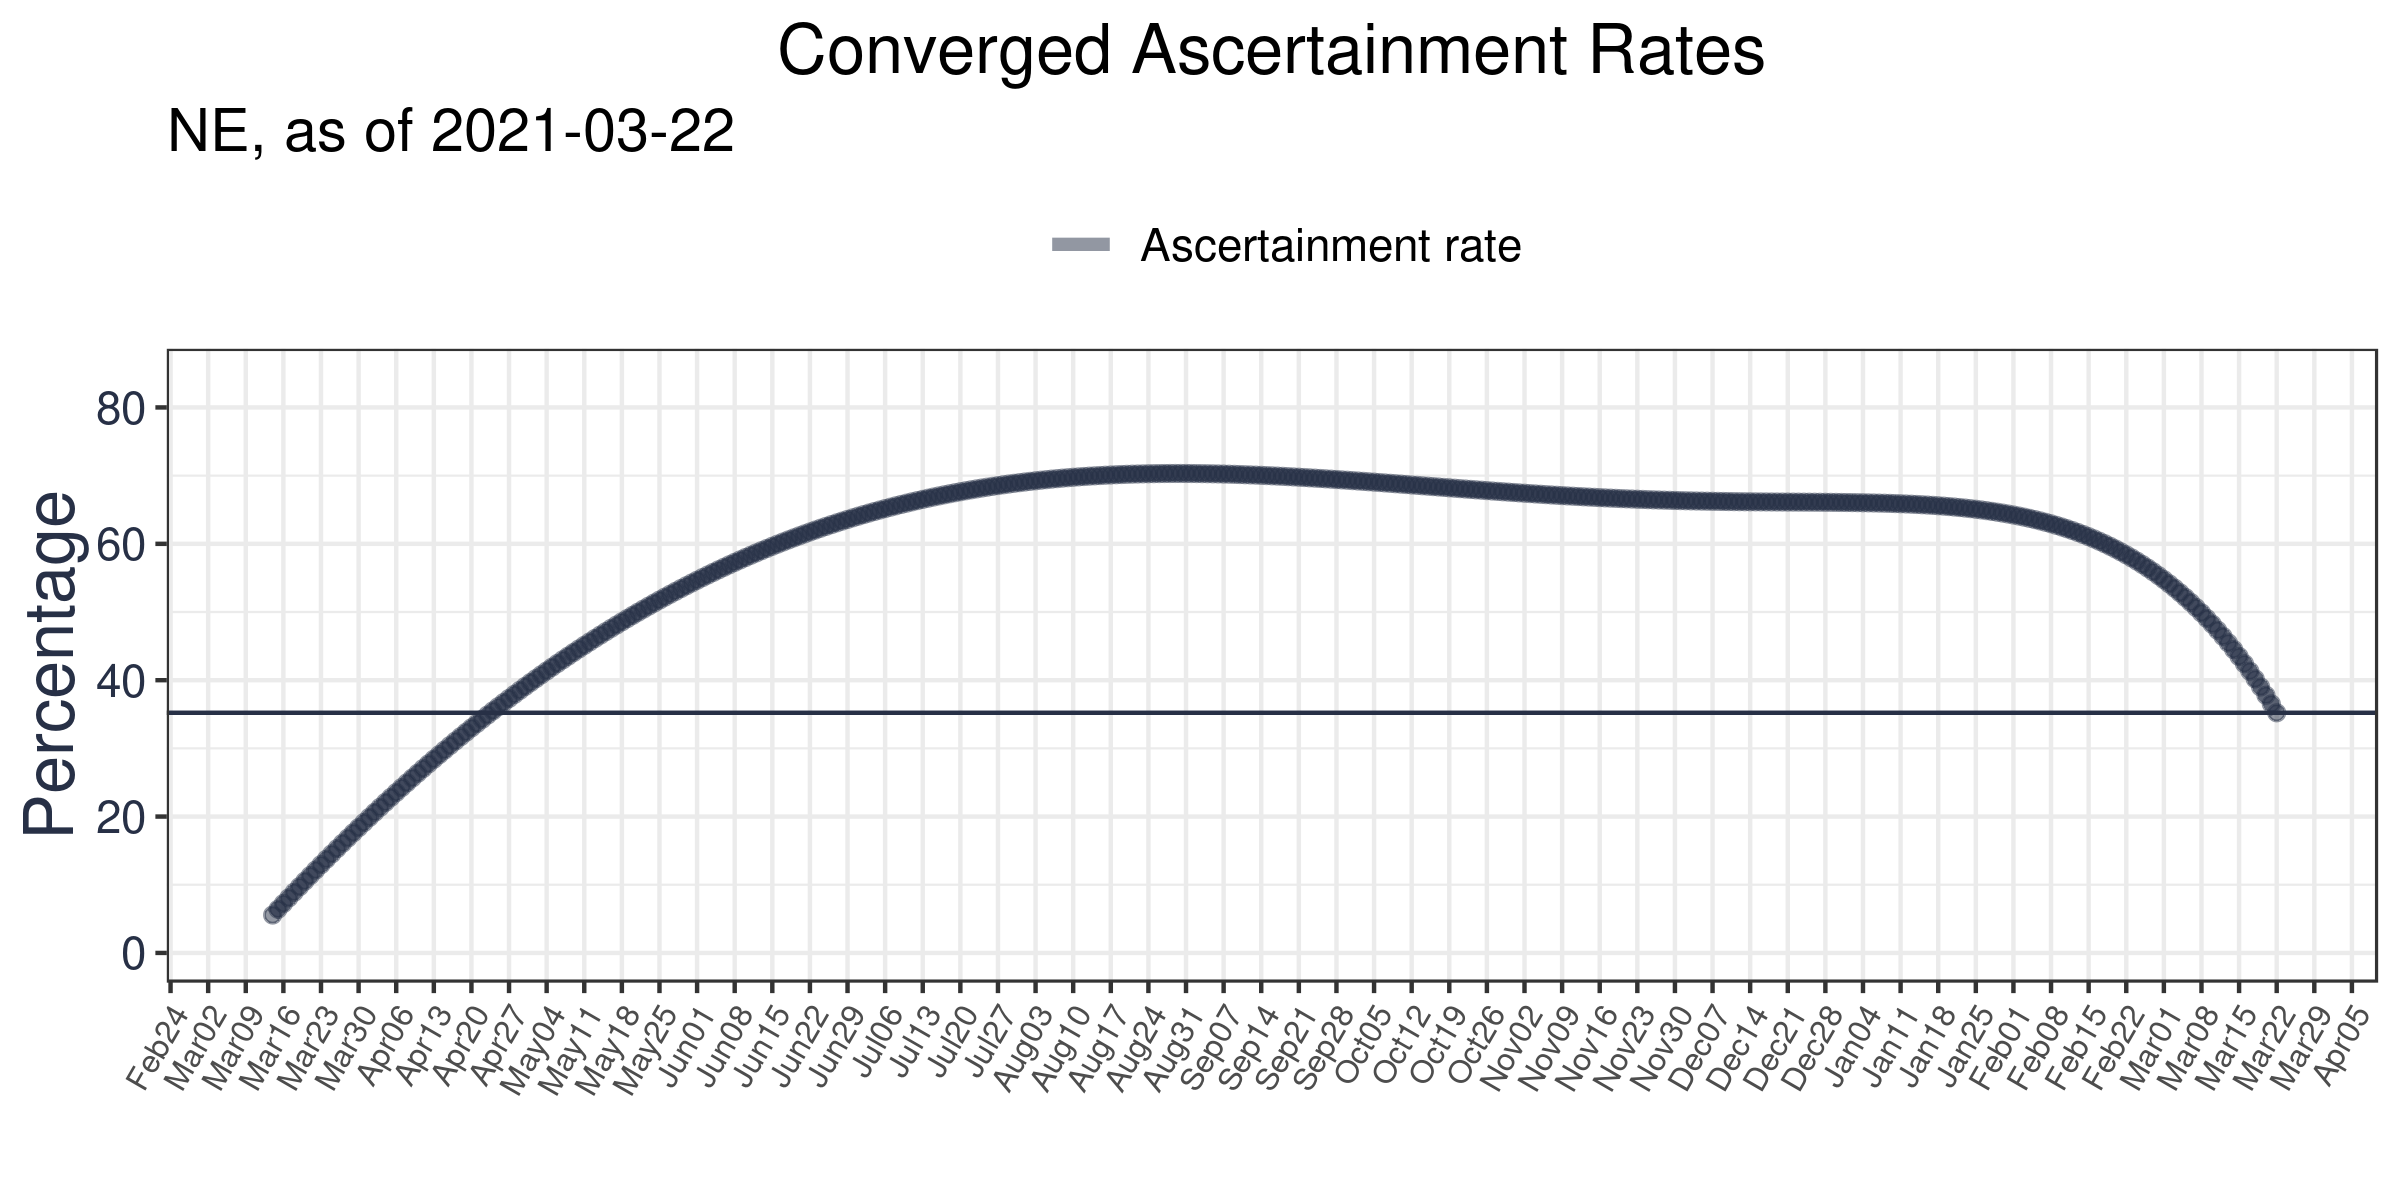 Converged Ascertainment Rates
NE, as of 2021-03-22
Ascertainment rate
Percentage
80
60
40
20
0
Feb24
Mar02
Mar09
Mar16
Mar23
Mar30
Apr06
Apr13
Apr20
Apr27
May04
May11
May18
May25
Jun01
Jun08
Jun15
Jun22
Jun29
Jul06
Jul13
Jul20
Jul27
Aug03
Aug10
Aug17
Aug24
Aug31
Sep07
Sep14
Sep21
Sep28
Oct05
Oct12
Oct19
Oct26
Nov02
Nov09
Nov16
Nov23
Nov30
Dec07
Dec14
Dec21
Dec28
Jan04
Jan11
Jan18
Jan25
Feb01
Feb08
Feb15
Feb22
Mar01
Mar08
Mar15
Mar22
Mar29
Apr05